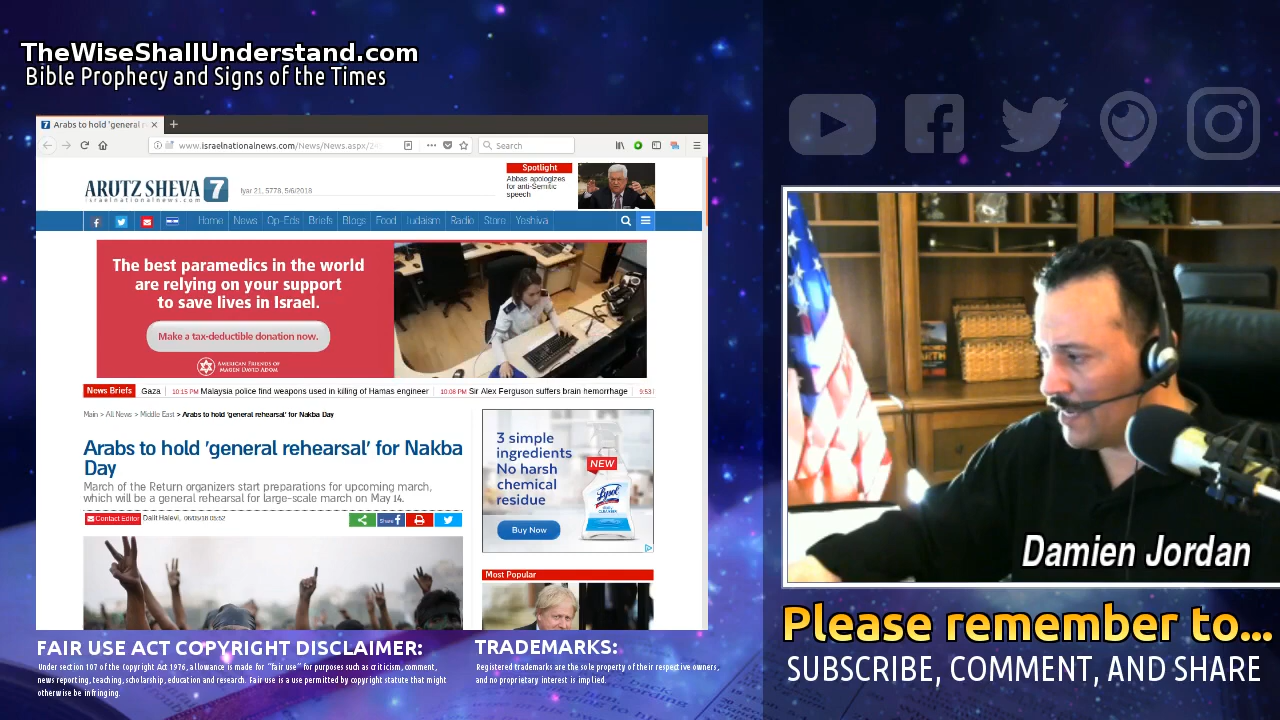 TheWiseShallUnderstand.com
Bible Prophecy and Signs of the Times
7 Arabs to hold 'general r
www.israelnationalnews.com/News/News.aspx/24
Search
ARUTZ SHEVA 7
israelnationalnews.com
Iyar 21, 5778, 5/6/2018
Spotlight
Abbas apologizes
for anti-Semitic
speech
Home News Op-Eds Briefs Blogs Food Judaism Radio Store Yeshiva
The best paramedics in the world
are relying on your support
to save lives in Israel.
Make a tax-deductible donation now.
AMERICAN FRIENDS OF
MAGEN DAVID ADOM
News Briefs Gaza 10:15 PM Malaysia police find weapons used in killing of Hamas engineer 10:08 PM Sir Alex Ferguson suffers brain hemorrhage 9:53
Main > All News > Middle East > Arabs to hold 'general rehearsal' for Nakba Day
Arabs to hold 'general rehearsal' for Nakba
Day
March of the Return organizers start preparations for upcoming march,
which will be a general rehearsal for large-scale march on May 14.
Contact Editor Dalit Halevi, 06/05/18 05:52
Share
3 simple
ingredients
No harsh
chemical
residue
NEW
Lysol
Buy Now
Most Popular
FAIR USE ACT COPYRIGHT DISCLAIMER:
Under section 107 of the Copyright Act 1976, allowance is made for "fair use" for purposes such as criticism, comment,
news reporting, teaching, scholarship, education and research. Fair use is a use permitted by copyright statute that might
otherwise be infringing.
TRADEMARKS:
Registered trademarks are the sole property of their respective owners,
and no proprietary interest is implied.
Damien Jordan
Please remember to...
SUBSCRIBE, COMMENT, AND SHARE